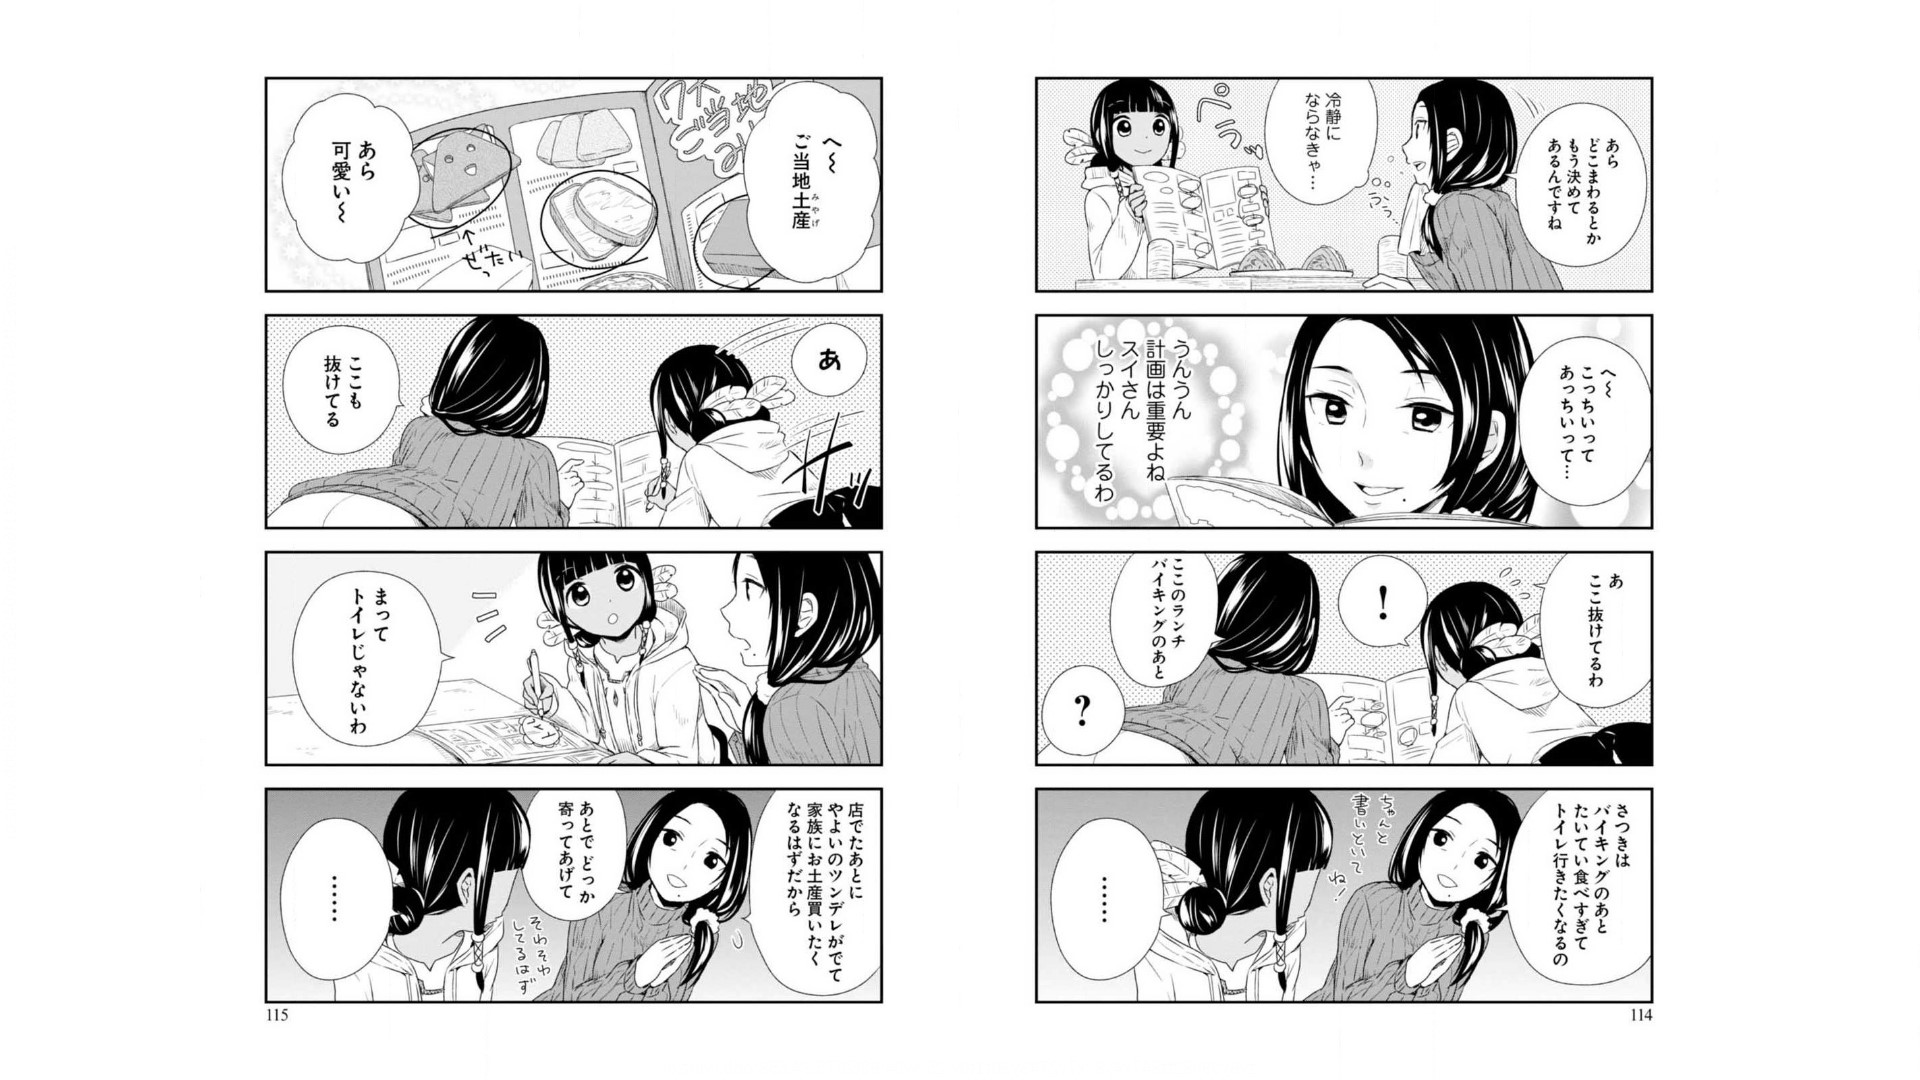 あら
どこまわるとか
もう決めて
あるんですね
冷静に
ならなきゃ…
ペラッ
うう…
へ〜
こっちいって
あっちいって…
うんうん
計画は重要よね
スイさん
しっかりしてるわ
あ
ここ抜けてるわ
!
ここのランチ
バイキングのあと
?
さつきは
バイキングのあと
たいてい食べすぎて
トイレ行きたくなるの
ちゃんと
書いといて
ね!
……
114
へ〜
ご当地土産
みやげ
ご当地
ぜったい
あら
可愛い〜
あ
ここも
抜けてる
まって
トイレじゃないわ
店でたあとに
やよいのツンデレがでて
家族にお土産買いたく
なるはずだから
あとで どっか
寄ってあげて
そわそわ
してるはず
……
115